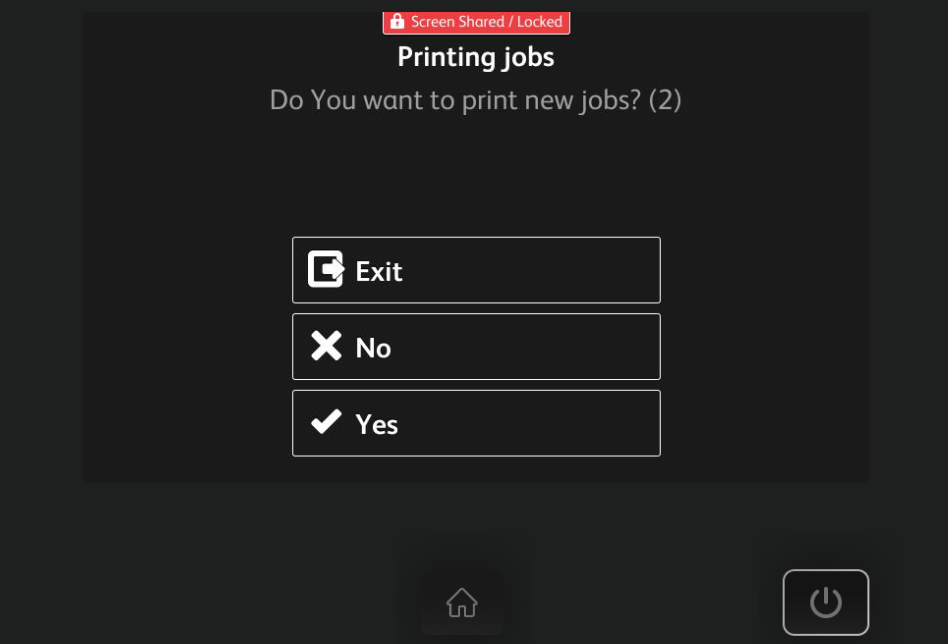 Screen Shared / Locked
Printing jobs
Do You want to print new jobs? (2)
Exit
No
Yes